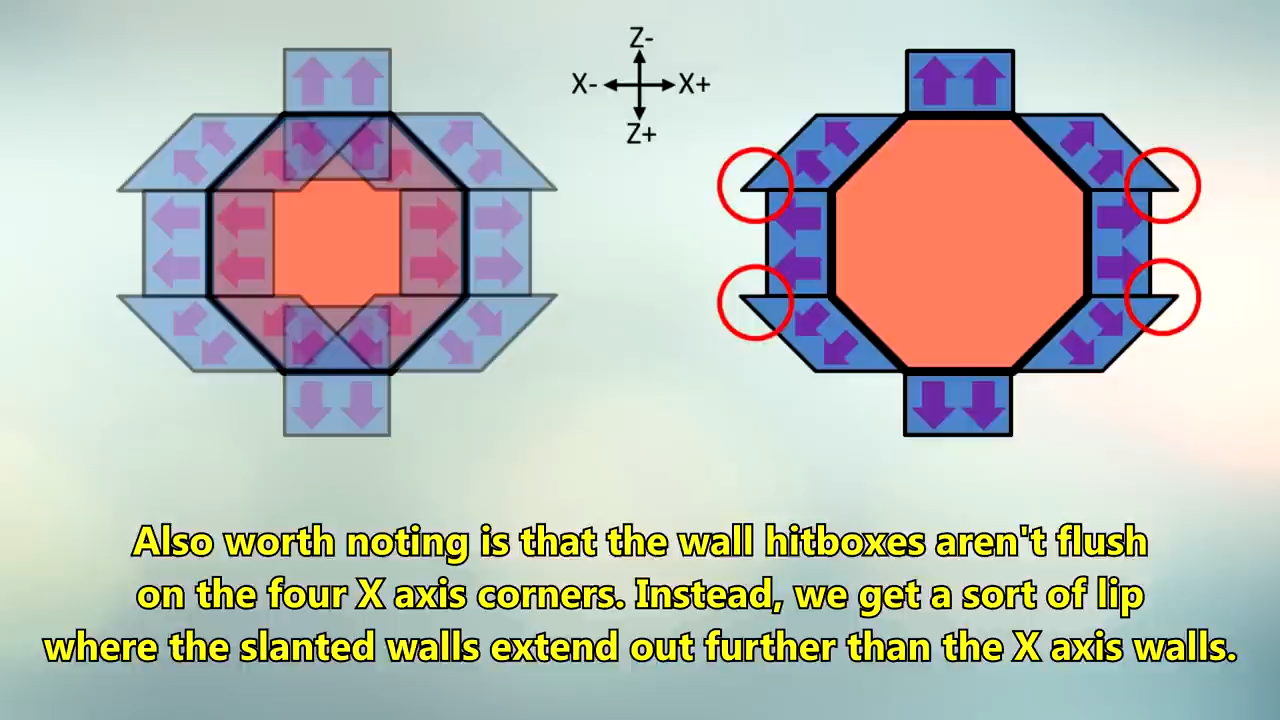 Z-
X- X+
Z+
Also worth noting is that the wall hitboxes aren't flush
on the four X axis corners. Instead, we get a sort of lip
where the slanted walls extend out further than the X axis walls.